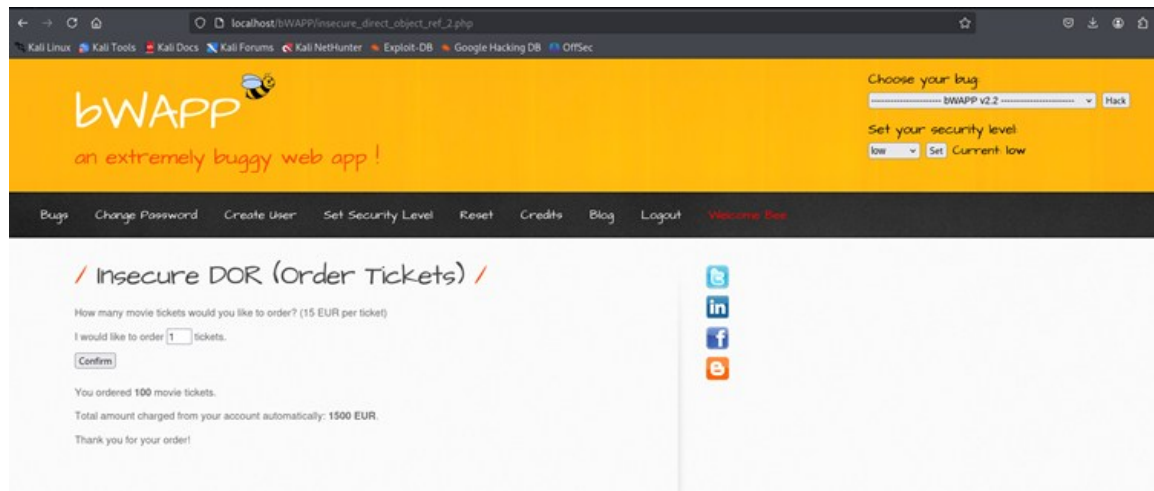 localhost/bWAPP/insecure_direct_object_ref_2.php
Kali Linux Kali Tools Kali Docs Kali Forums Kali NetHunter Exploit-DB Google Hacking DB OffSec
bWAPP
an extremely buggy web app !
Choose your bug:
---------------------- bWAPP v2.2 ---------------------- Hack
Set your security level:
low Set Current: low
Bugs Change Password Create User Set Security Level Reset Credits Blog Logout Welcome Bee
/ Insecure DOR (Order Tickets) /
How many movie tickets would you like to order? (15 EUR per ticket)
I would like to order 1 tickets.
Confirm
You ordered 100 movie tickets.
Total amount charged from your account automatically: 1500 EUR.
Thank you for your order!